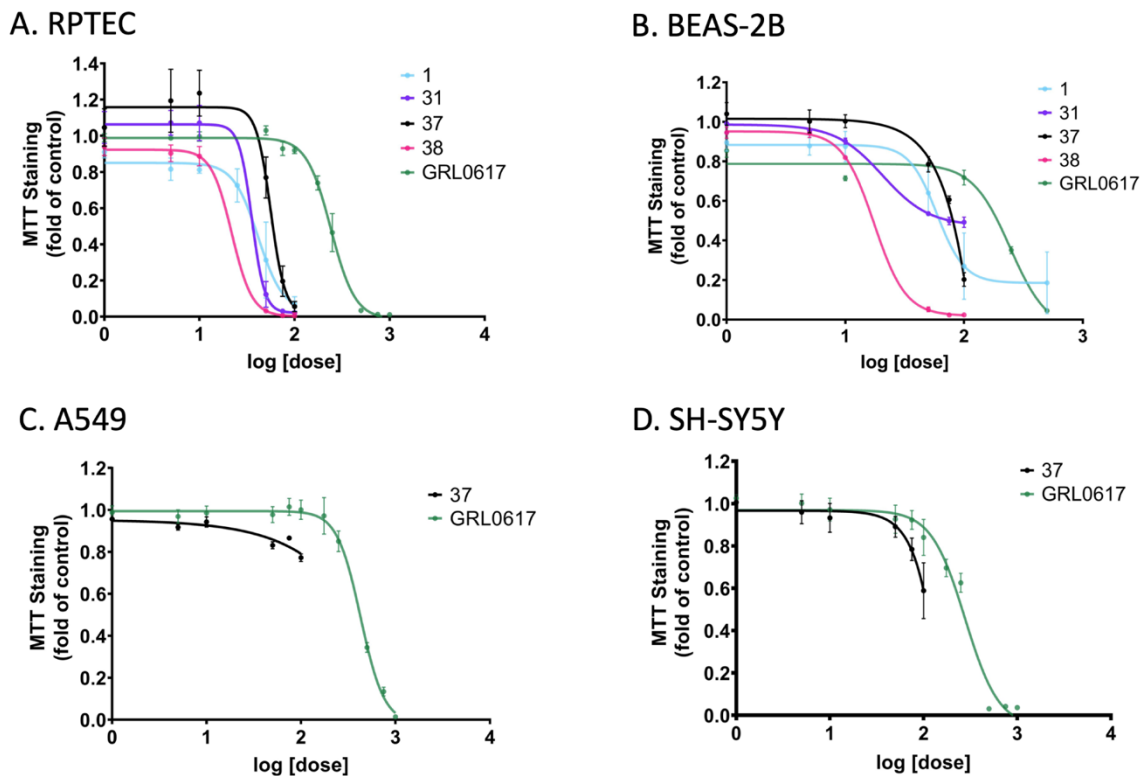 A. RPTEC
MTT Staining
(fold of control)
1.4
1.2
1.0
0.8
0.6
0.4
0.2
0.0
0
1
2
3
4
log [dose]
1
31
37
38
GRL0617
B. BEAS-2B
MTT Staining
(fold of control)
1.2
1.0
0.8
0.6
0.4
0.2
0.0
0
1
2
3
log [dose]
1
31
37
38
GRL0617
C. A549
MTT Staining
(fold of control)
1.2
1.0
0.8
0.6
0.4
0.2
0.0
0
1
2
3
4
log [dose]
37
GRL0617
D. SH-SY5Y
MTT Staining
(fold of control)
1.2
1.0
0.8
0.6
0.4
0.2
0.0
0
1
2
3
4
log [dose]
37
GRL0617